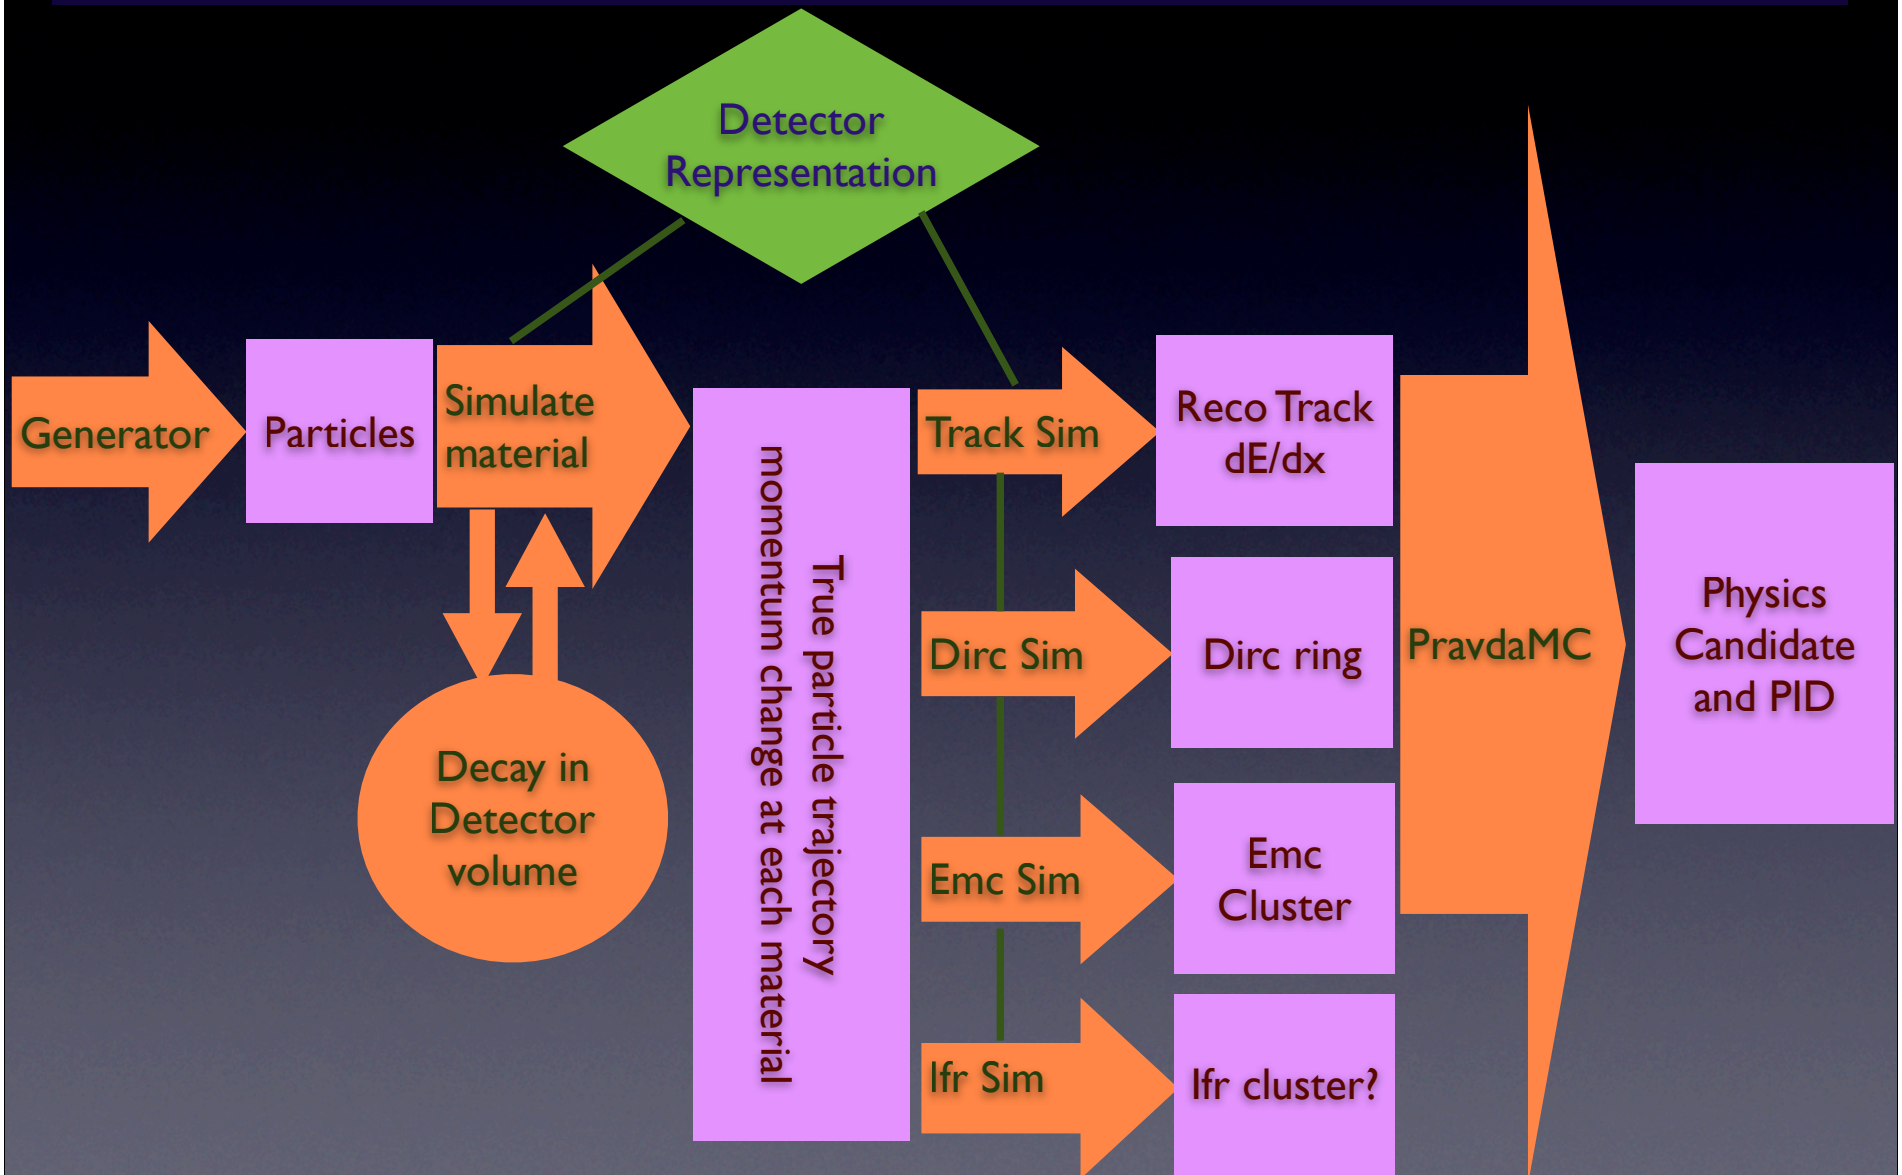 Detector
Representation
Generator
Particles
Simulate
material
Decay in
Detector
volume
True particle trajectory
momentum change at each material
Track Sim
Reco Track
dE/dx
Dirc Sim
Dirc ring
Emc Sim
Emc
Cluster
Ifr Sim
Ifr cluster?
PravdaMC
Physics
Candidate
and PID